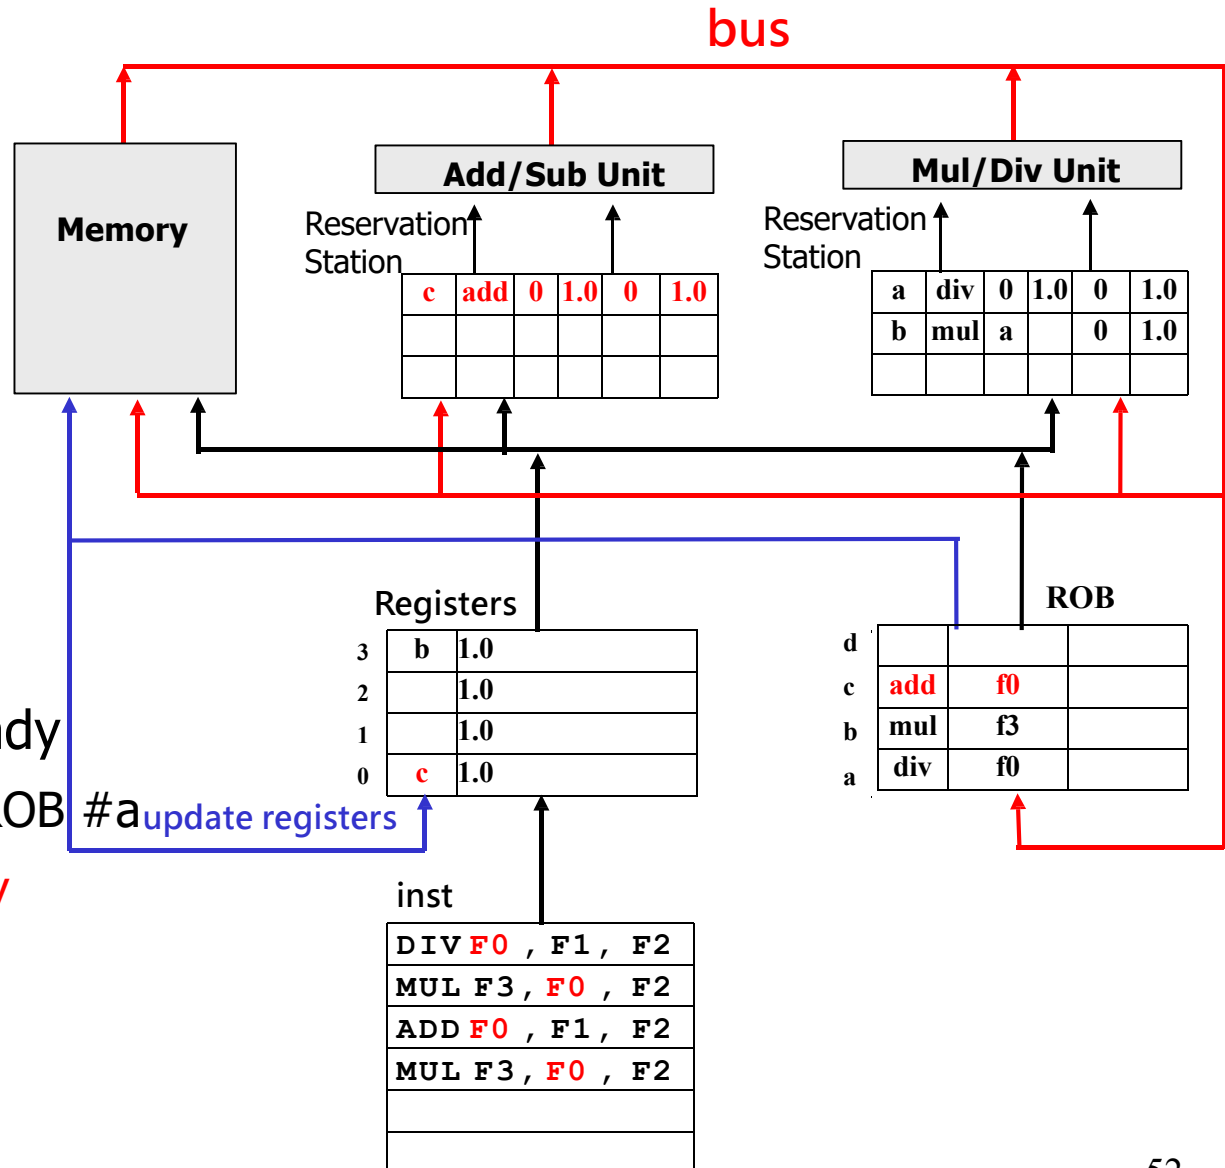 bus
Memory
Add/Sub Unit
Mul/Div Unit
Reservation
Station
Reservation
Station
c add 0 1.0 0 1.0
a div 0 1.0 0 1.0
b mul a 0 1.0
Registers
3 b 1.0
2 1.0
1 1.0
0 c 1.0
ROB
d
c add f0
b mul f3
a div f0
#a
update registers
inst
DIV F0 , F1, F2
MUL F3, F0 , F2
ADD F0 , F1, F2
MUL F3, F0 , F2